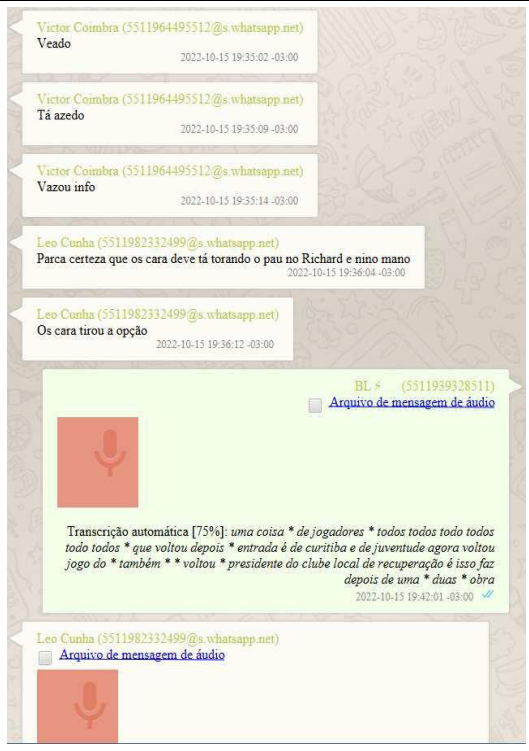 Victor Coimbra (5511964495512@s.whatsapp.net)
Veado
2022-10-15 19:35:02 -03:00
Victor Coimbra (5511964495512@s.whatsapp.net)
Tá azedo
2022-10-15 19:35:09 -03:00
Victor Coimbra (5511964495512@s.whatsapp.net)
Vazou info
2022-10-15 19:35:14 -03:00
Leo Cunha (5511982332499@s.whatsapp.net)
Parca certeza que os cara deve tá torando o pau no Richard e nino mano
2022-10-15 19:36:04 -03:00
Leo Cunha (5511982332499@s.whatsapp.net)
Os cara tirou a opção
2022-10-15 19:36:12 -03:00
BL ⚡ (5511939328511)
Arquivo de mensagem de áudio
Transcrição automática [75%]: uma coisa * de jogadores * todos todos todo todos
todo todos * que voltou depois * entrada é de curitiba e de juventude agora voltou
jogo do * também * * voltou * presidente do clube local de recuperação é isso faz
depois de uma * duas * obra
2022-10-15 19:42:01 -03:00
Leo Cunha (5511982332499@s.whatsapp.net)
Arquivo de mensagem de áudio